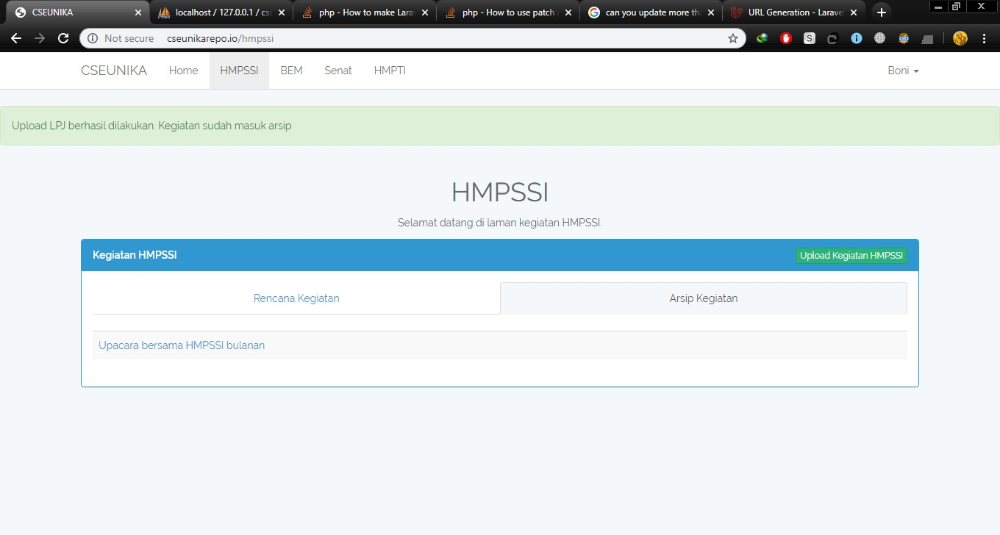 CSEUNIKA
localhost / 127.0.0.1 / cse
php - How to make Lara
php - How to use patch
can you update more tha
URL Generation - Larave
Not secure
cseunikarepo.io/hmpssi
CSEUNIKA
Home
HMPSSI
BEM
Senat
HMPTI
Boni
Upload LPJ berhasil dilakukan. Kegiatan sudah masuk arsip
HMPSSI
Selamat datang di laman kegiatan HMPSSI.
Kegiatan HMPSSI
Upload Kegiatan HMPSSI
Rencana Kegiatan
Arsip Kegiatan
Upacara bersama HMPSSI bulanan